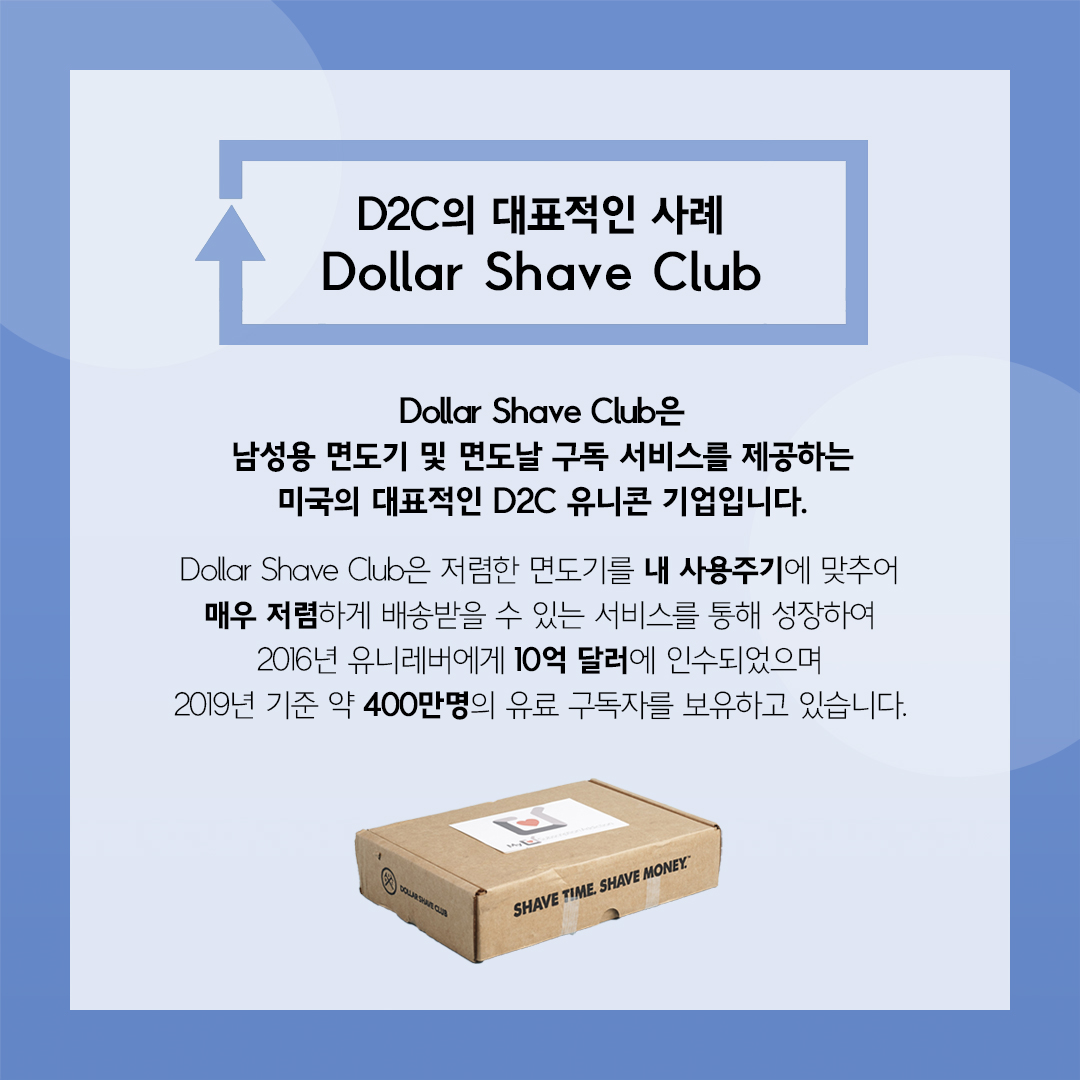 D2C의 대표적인 사례
Dollar Shave Club
Dollar Shave Club은
남성용 면도기 및 면도날 구독 서비스를 제공하는
미국의 대표적인 D2C 유니콘 기업입니다.
Dollar Shave Club은 저렴한 면도기를 내 사용주기에 맞추어
매우 저렴하게 배송받을 수 있는 서비스를 통해 성장하여
2016년 유니레버에게 10억 달러에 인수되었으며
2019년 기준 약 400만명의 유료 구독자를 보유하고 있습니다.
My
DOLLAR SHAVE CLUB
SHAVE TIME. SHAVE MONEY.™